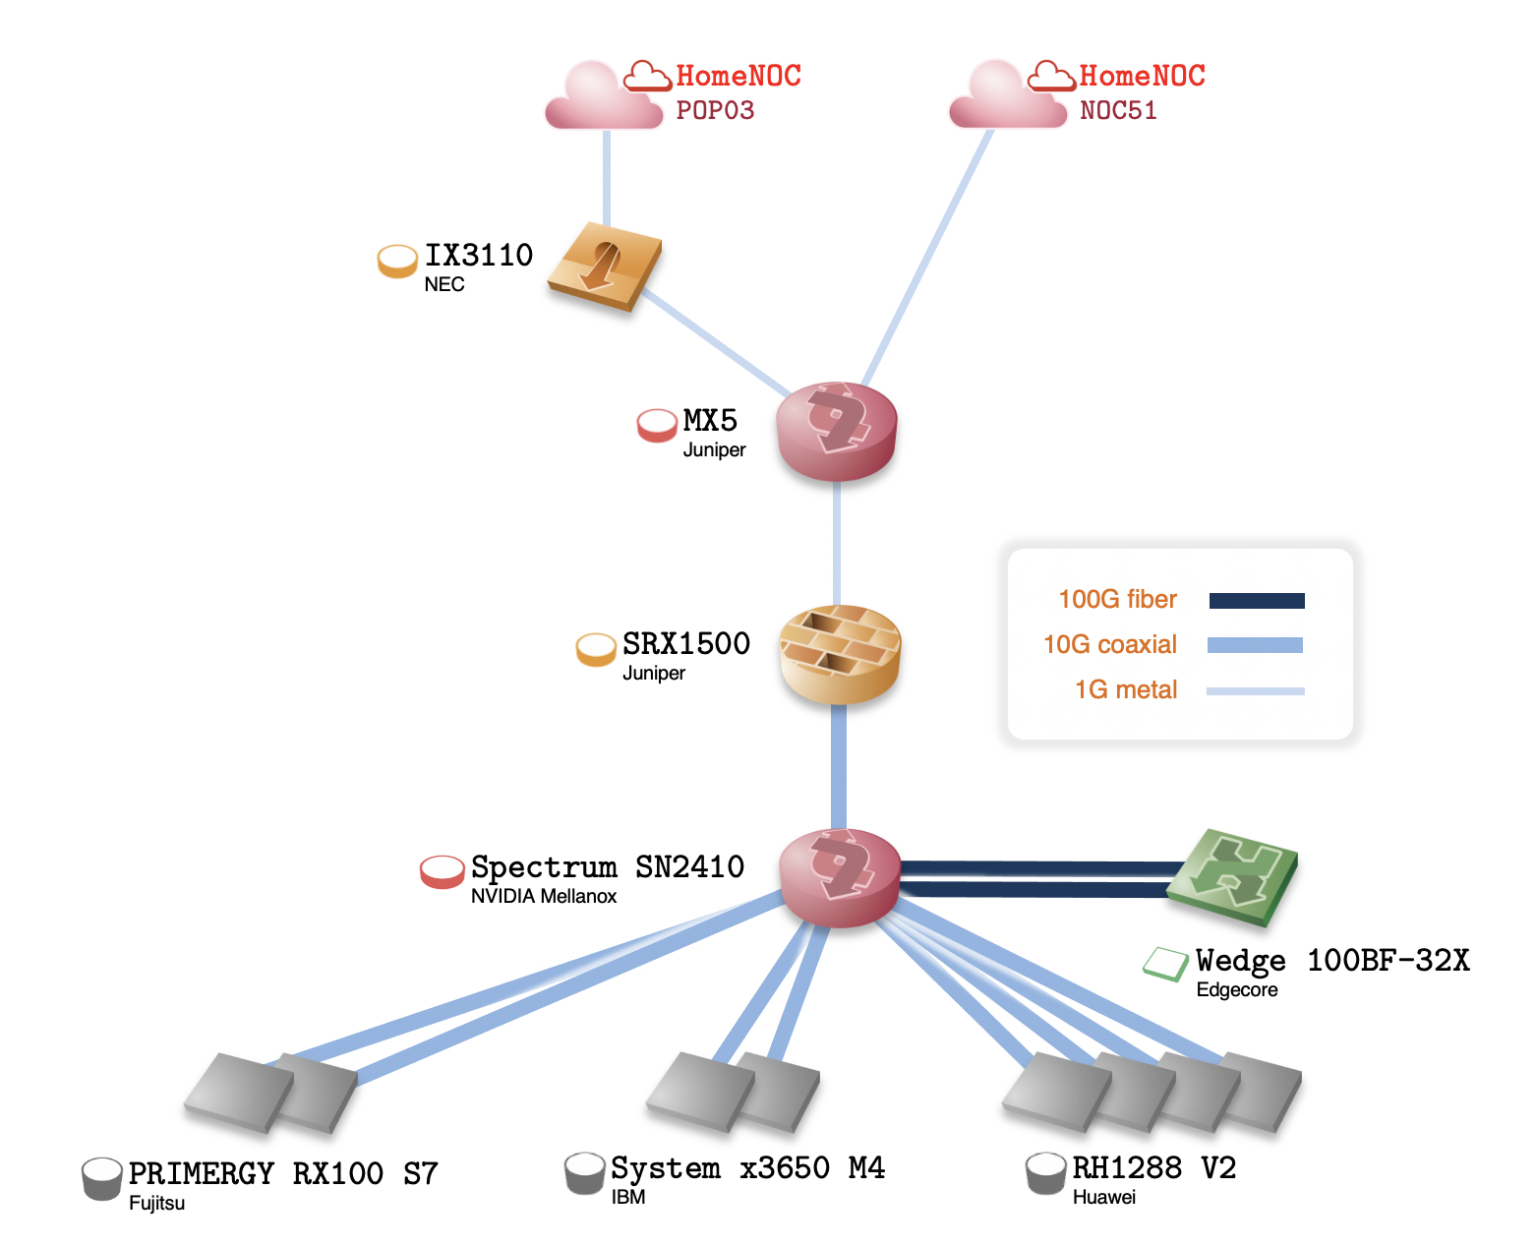 HomeNOC
POP03
HomeNOC
NOC51
IX3110
NEC
MX5
Juniper
SRX1500
Juniper
100G fiber
10G coaxial
1G metal
Spectrum SN2410
NVIDIA Mellanox
Wedge 100BF-32X
Edgecore
PRIMERGY RX100 S7
Fujitsu
System x3650 M4
IBM
RH1288 V2
Huawei